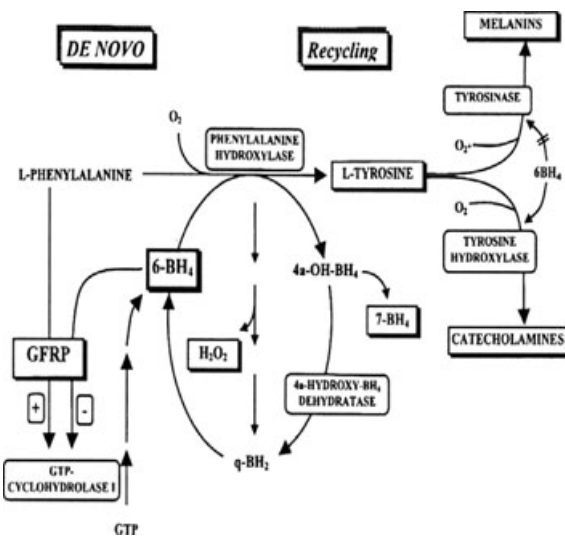 MELANINS
DE NOVO
Recycling
TYROSINASE
O₂
PHENYLALANINE
HYDROXYLASE
O₂·
L-PHENYLALANINE
L-TYROSINE
6BH₄
O₂
6-BH₄
4a-OH-BH₄
TYROSINE
HYDROXYLASE
7-BH₄
GFRP
H₂O₂
CATECHOLAMINES
4a-HYDROXY-BH₄
DEHYDRATASE
+
-
q-BH₂
GTP-
CYCLOHYDROLASE I
GTP